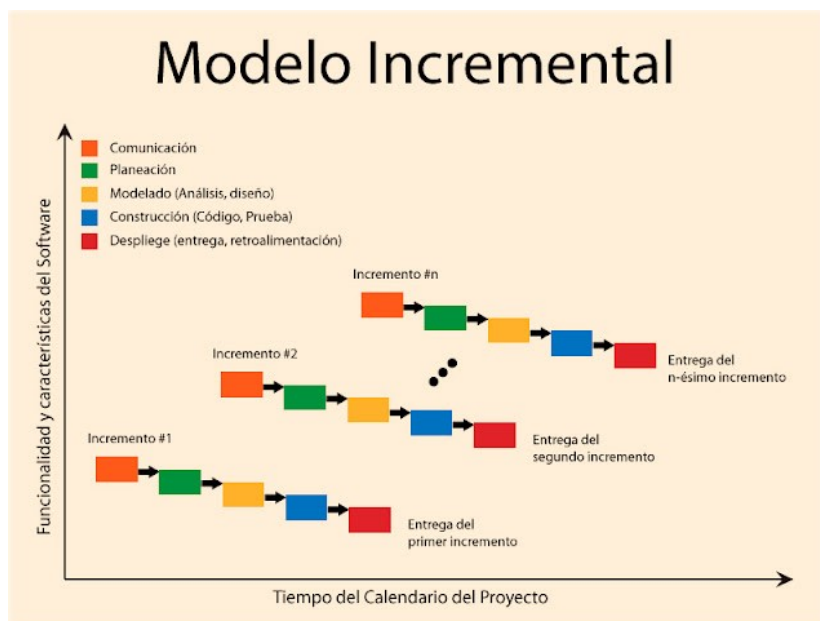 Modelo Incremental
Funcionalidad y características del Software
Comunicación
Planeación
Modelado (Análisis, diseño)
Construcción (Código, Prueba)
Despliege (entrega, retroalimentación)
Incremento #n
Entrega del
n-ésimo incremento
Incremento #2
Entrega del
segundo incremento
Incremento #1
Entrega del
primer incremento
Tiempo del Calendario del Proyecto